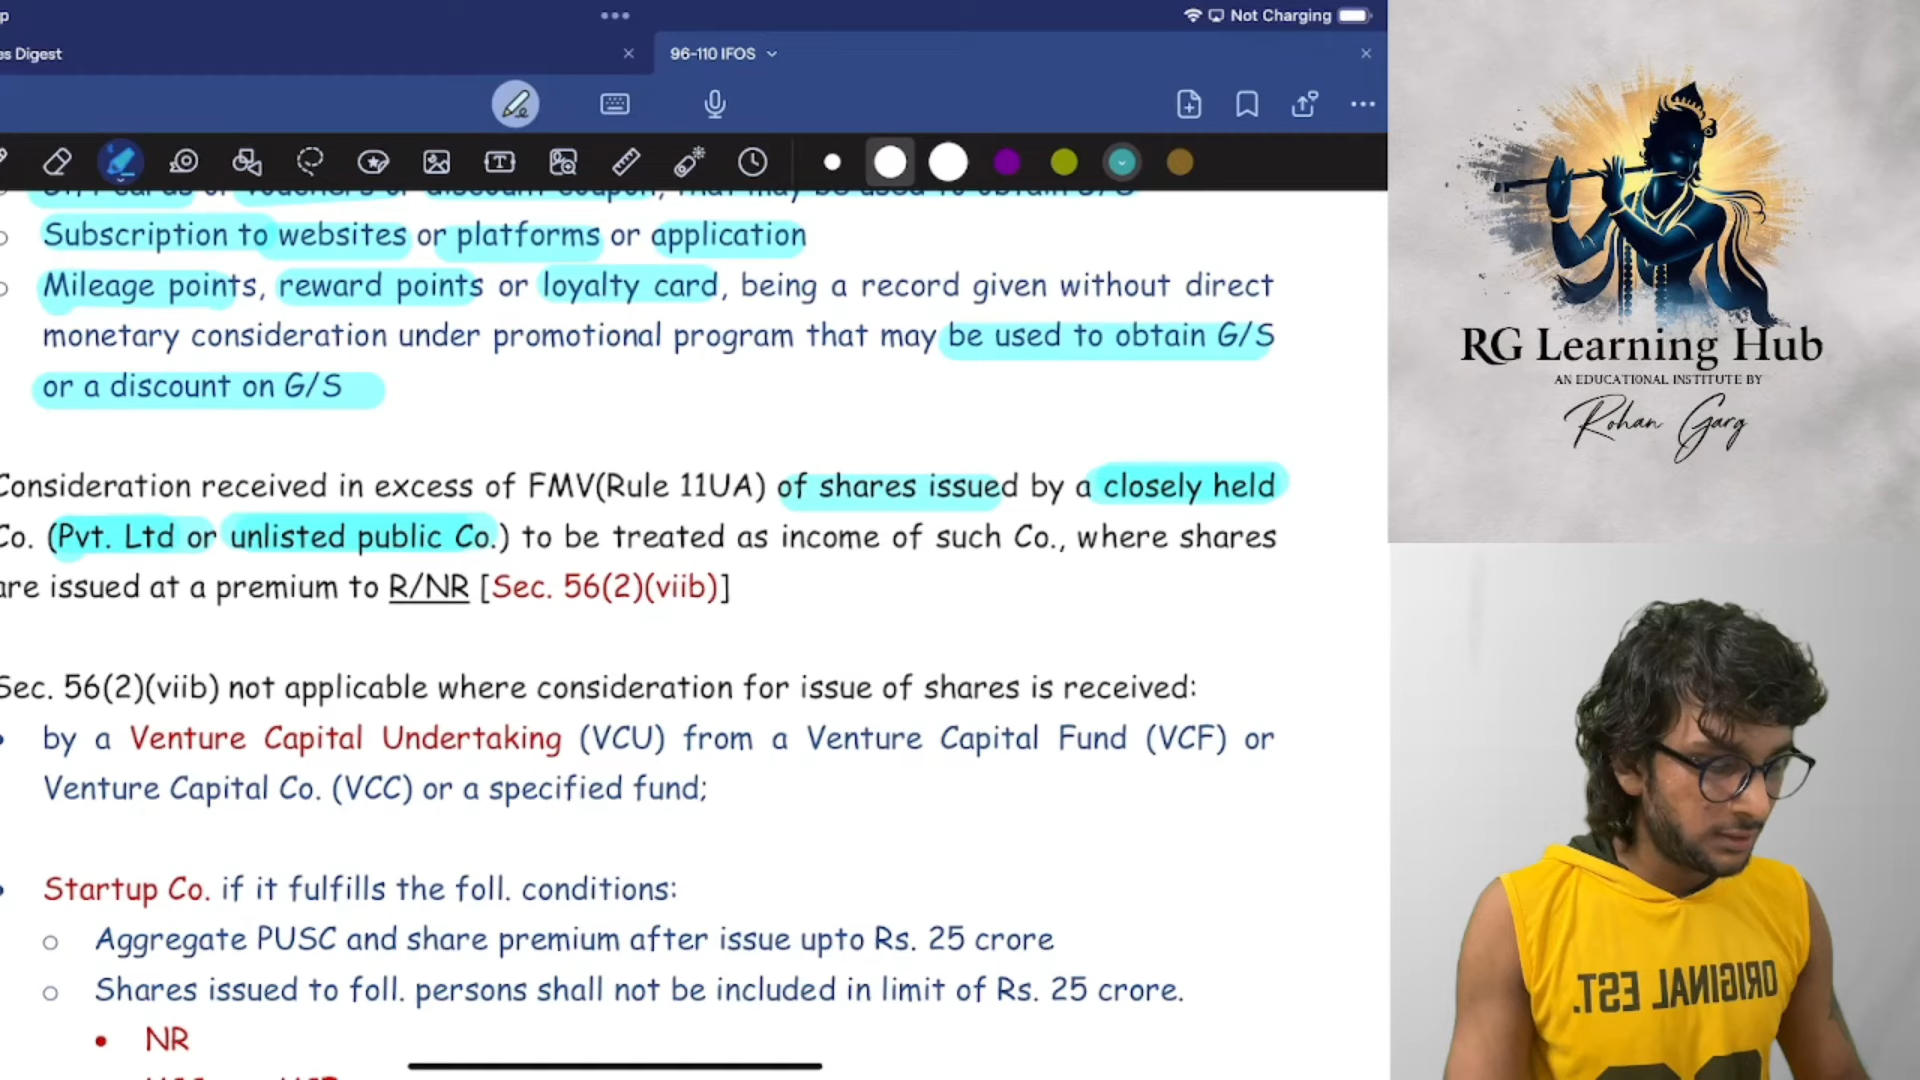 p
Not Charging
es Digest
96-110 IFOS
Subscription to websites or platforms or application
Mileage points, reward points or loyalty card, being a record given without direct
monetary consideration under promotional program that may be used to obtain G/S
or a discount on G/S
Consideration received in excess of FMV(Rule 11UA) of shares issued by a closely held
Co. (Pvt. Ltd or unlisted public Co.) to be treated as income of such Co., where shares
are issued at a premium to R/NR [Sec. 56(2)(viib)]
Sec. 56(2)(viib) not applicable where consideration for issue of shares is received:
• by a Venture Capital Undertaking (VCU) from a Venture Capital Fund (VCF) or
Venture Capital Co. (VCC) or a specified fund;
• Startup Co. if it fulfills the foll. conditions:
○ Aggregate PUSC and share premium after issue upto Rs. 25 crore
○ Shares issued to foll. persons shall not be included in limit of Rs. 25 crore.
• NR
RG Learning Hub
AN EDUCATIONAL INSTITUTE BY
Rohan Garg
ORIGINAL EST.